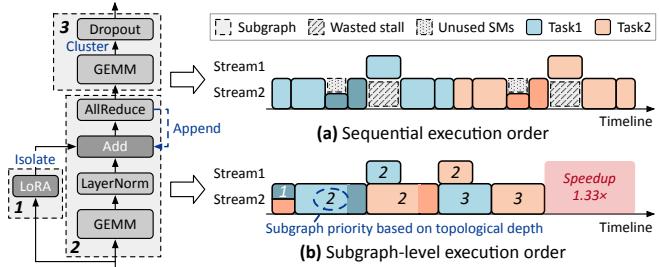 Subgraph Wasted stall Unused SMs Task1 Task2
3
Dropout
Cluster
GEMM
AllReduce
Append
Add
Isolate
LoRA
1
LayerNorm
GEMM
2
Stream1
Stream2
Timeline
(a) Sequential execution order
Stream1
Stream2
1 2 2 2 2 3 3
Speedup
1.33×
Timeline
Subgraph priority based on topological depth
(b) Subgraph-level execution order